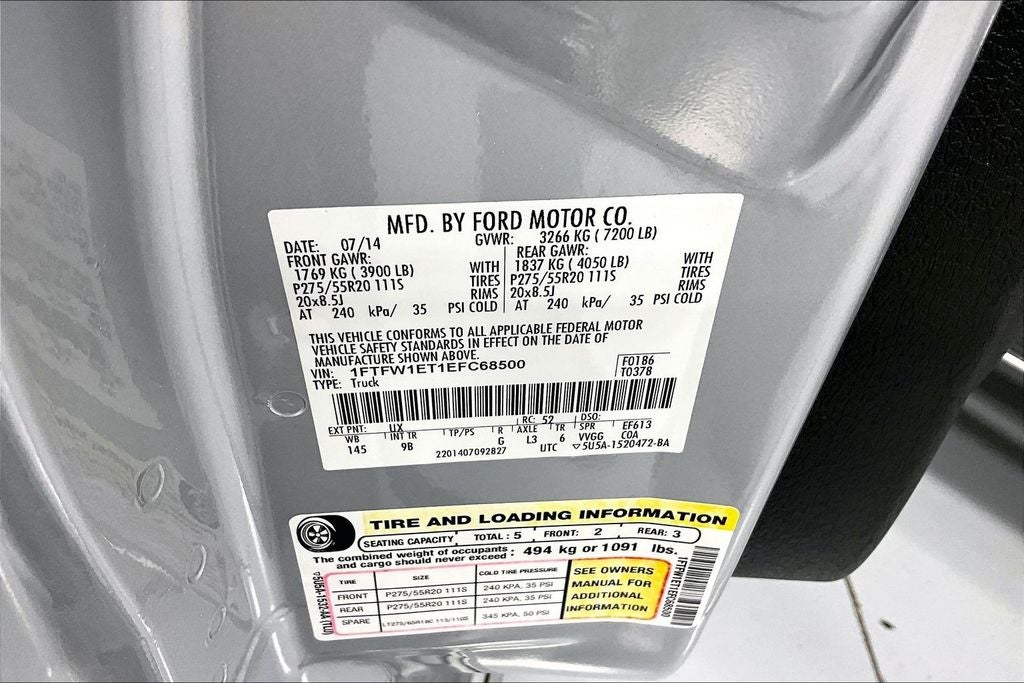 MFD. BY FORD MOTOR CO.
DATE: 07/14 GVWR: 3266 KG ( 7200 LB)
FRONT GAWR: REAR GAWR:
1769 KG ( 3900 LB) WITH 1837 KG ( 4050 LB) WITH
P275/55R20 111S TIRES P275/55R20 111S TIRES
20x8.5J RIMS 20x8.5J RIMS
AT 240 kPa/ 35 PSI COLD AT 240 kPa/ 35 PSI COLD
THIS VEHICLE CONFORMS TO ALL APPLICABLE FEDERAL MOTOR
VEHICLE SAFETY STANDARDS IN EFFECT ON THE DATE OF
MANUFACTURE SHOWN ABOVE.
VIN: 1FTFW1ET1EFC68500 F0186
TYPE: Truck T0378
EXT PNT: UX RC: 52 DSO:
WB INT TR TP/PS R AXLE TR SPR EF613
145 9B G L3 6 VVGG COA
2201407092827 UTC ▽5U5A-1520472-BA
TIRE AND LOADING INFORMATION
SEATING CAPACITY TOTAL : 5 FRONT: 2 REAR: 3
The combined weight of occupants and cargo should never exceed : 494 kg or 1091 lbs.
TIRE SIZE COLD TIRE PRESSURE
FRONT P275/55R20 111S 240 KPA, 35 PSI
REAR P275/55R20 111S 240 KPA, 35 PSI
SPARE LT275/65R18C 113/110S 345 KPA, 50 PSI
SEE OWNERS
MANUAL FOR
ADDITIONAL
INFORMATION
1FTFW1ET1EFC68500